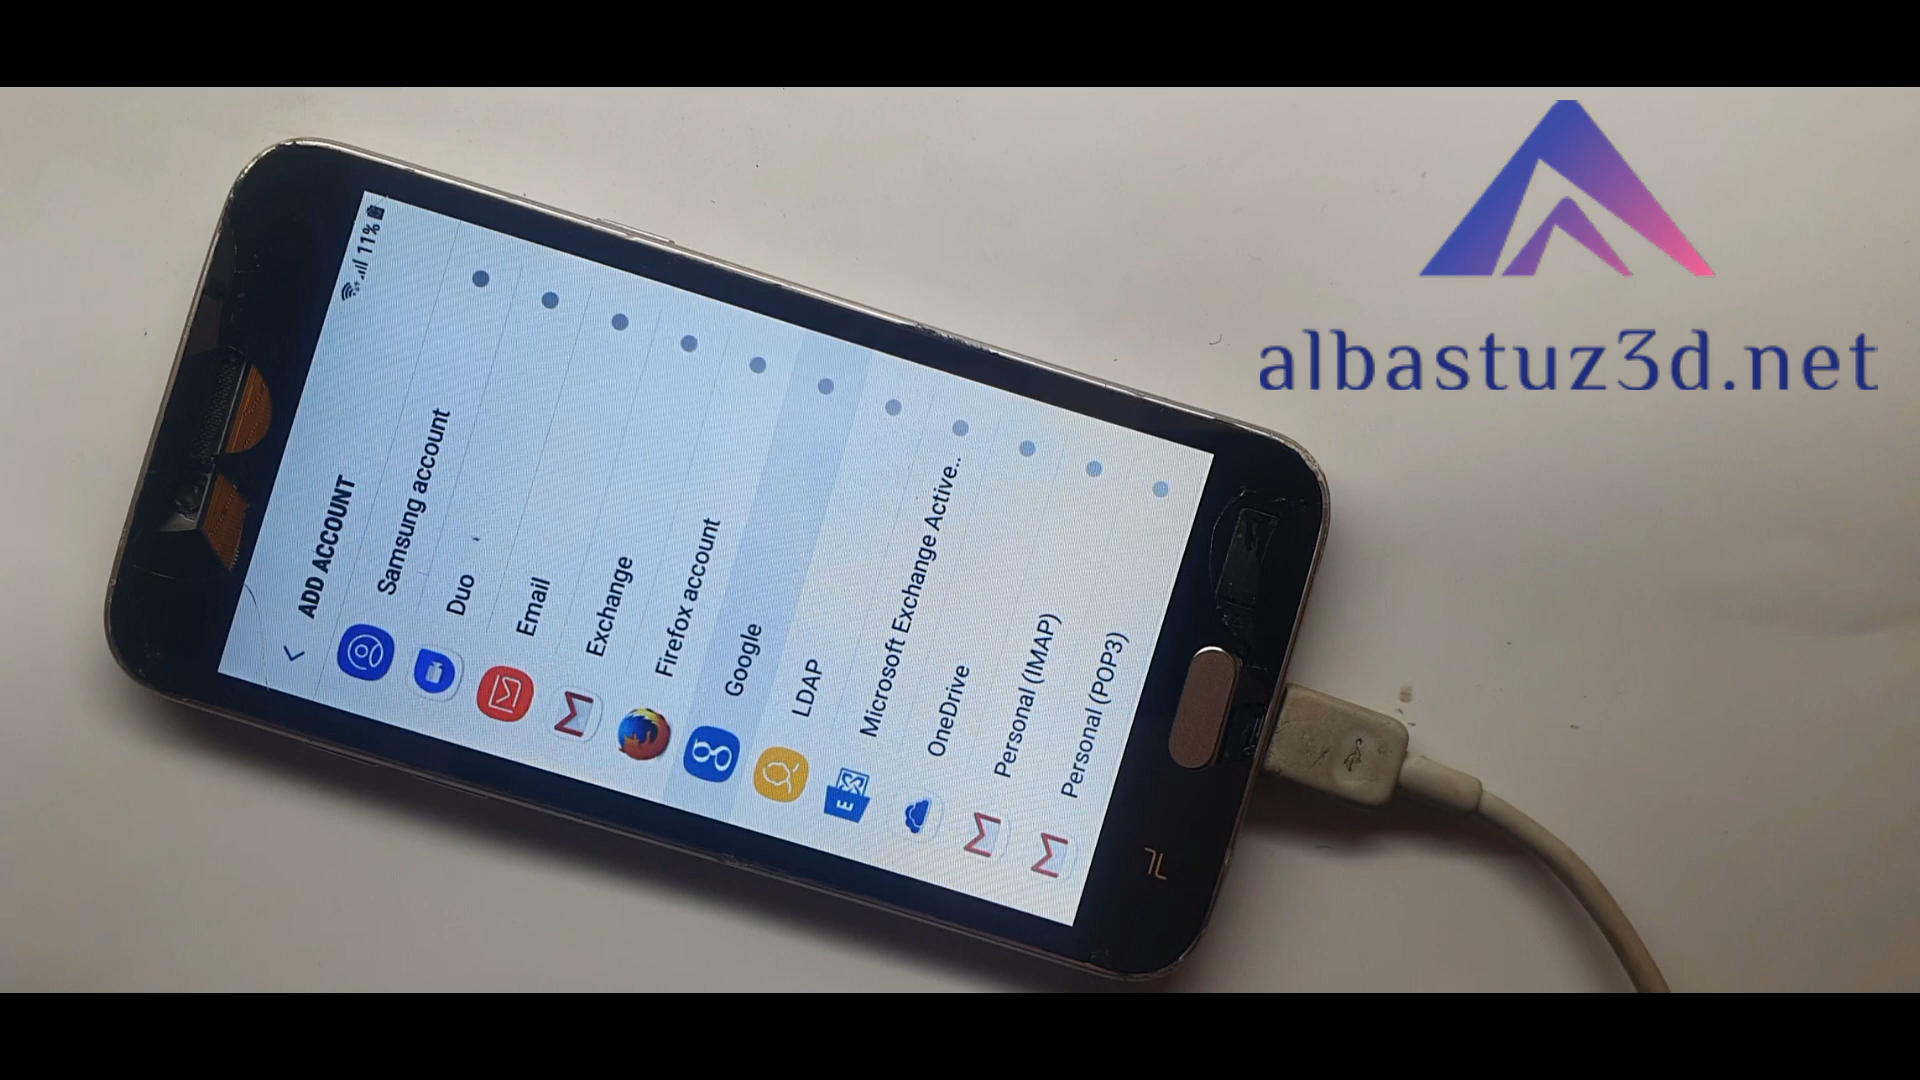 11%
ADD ACCOUNT
Samsung account
Duo
Email
Exchange
Firefox account
Google
LDAP
Microsoft Exchange Active..
OneDrive
Personal (IMAP)
Personal (POP3)
albastuz3d.net